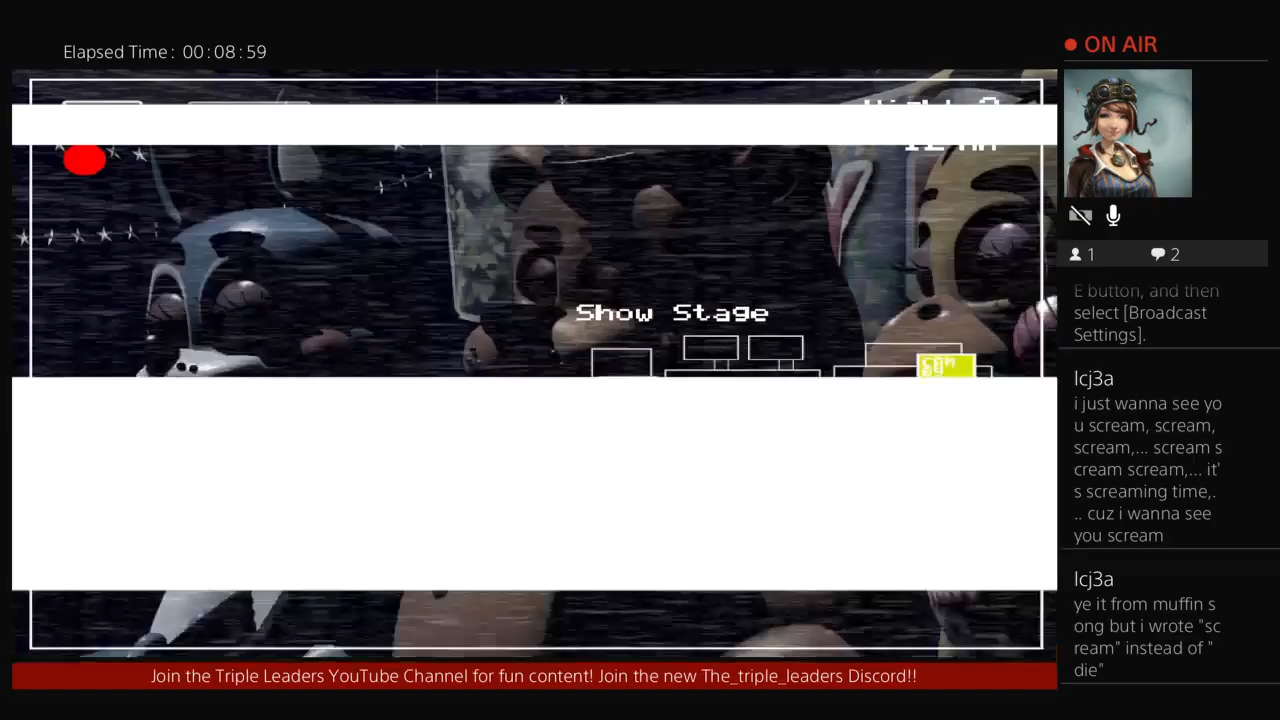 Elapsed Time: 00:08:59
ON AIR
1
2
Show Stage
E button, and then
select [Broadcast
Settings].
lcj3a
i just wanna see yo
u scream, scream,
scream,... scream s
cream scream,... it'
s screaming time,.
.. cuz i wanna see
you scream
lcj3a
ye it from muffin s
ong but i wrote "sc
ream" instead of "
die"
Join the Triple Leaders YouTube Channel for fun content! Join the new The_triple_leaders Discord!!